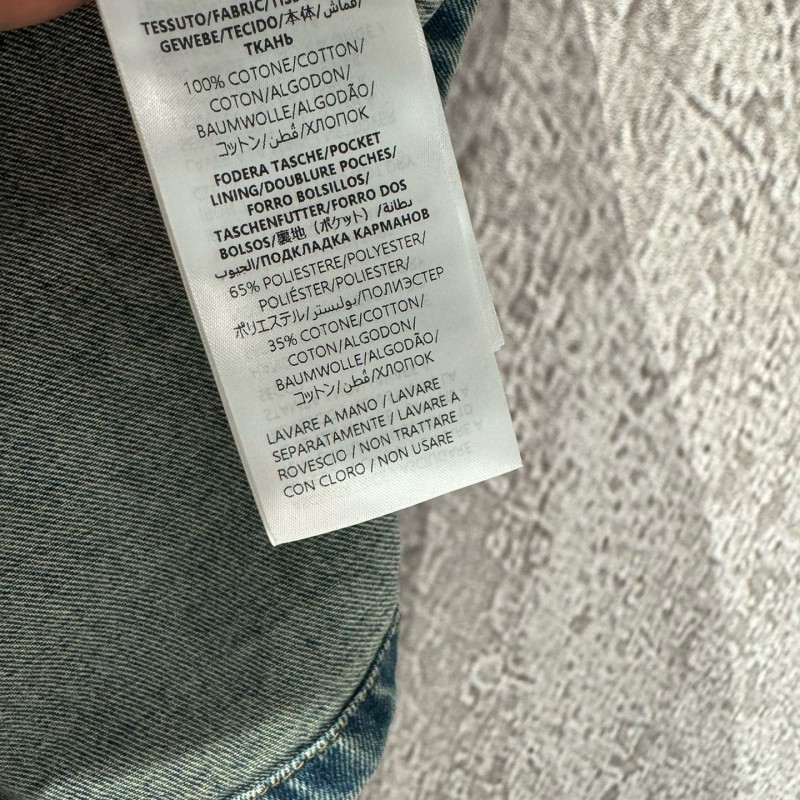 TESSUTO/FABRIC/
GEWEBE/TECIDO/本体/قماش/
ТКАНЬ
100% COTONE/COTTON/
COTON/ALGODON/
BAUMWOLLE/ALGODÃO/
コットン/قُطن/ХЛОПОК
FODERA TASCHE/POCKET
LINING/DOUBLURE POCHES/
FORRO BOLSILLOS/
TASCHENFUTTER/FORRO DOS
BOLSOS/裏地（ポケット）/بطانة
الجيوب/ПОДКЛАДКА КАРМАНОВ
65% POLIESTERE/POLYESTER/
POLIÉSTER/POLIESTER/
ポリエステル/بوليستر/ПОЛИЭСТЕР
35% COTONE/COTTON/
COTON/ALGODON/
BAUMWOLLE/ALGODÃO/
コットン/قُطن/ХЛОПОК
LAVARE A MANO / LAVARE
SEPARATAMENTE / LAVARE A
ROVESCIO / NON TRATTARE
CON CLORO / NON USARE